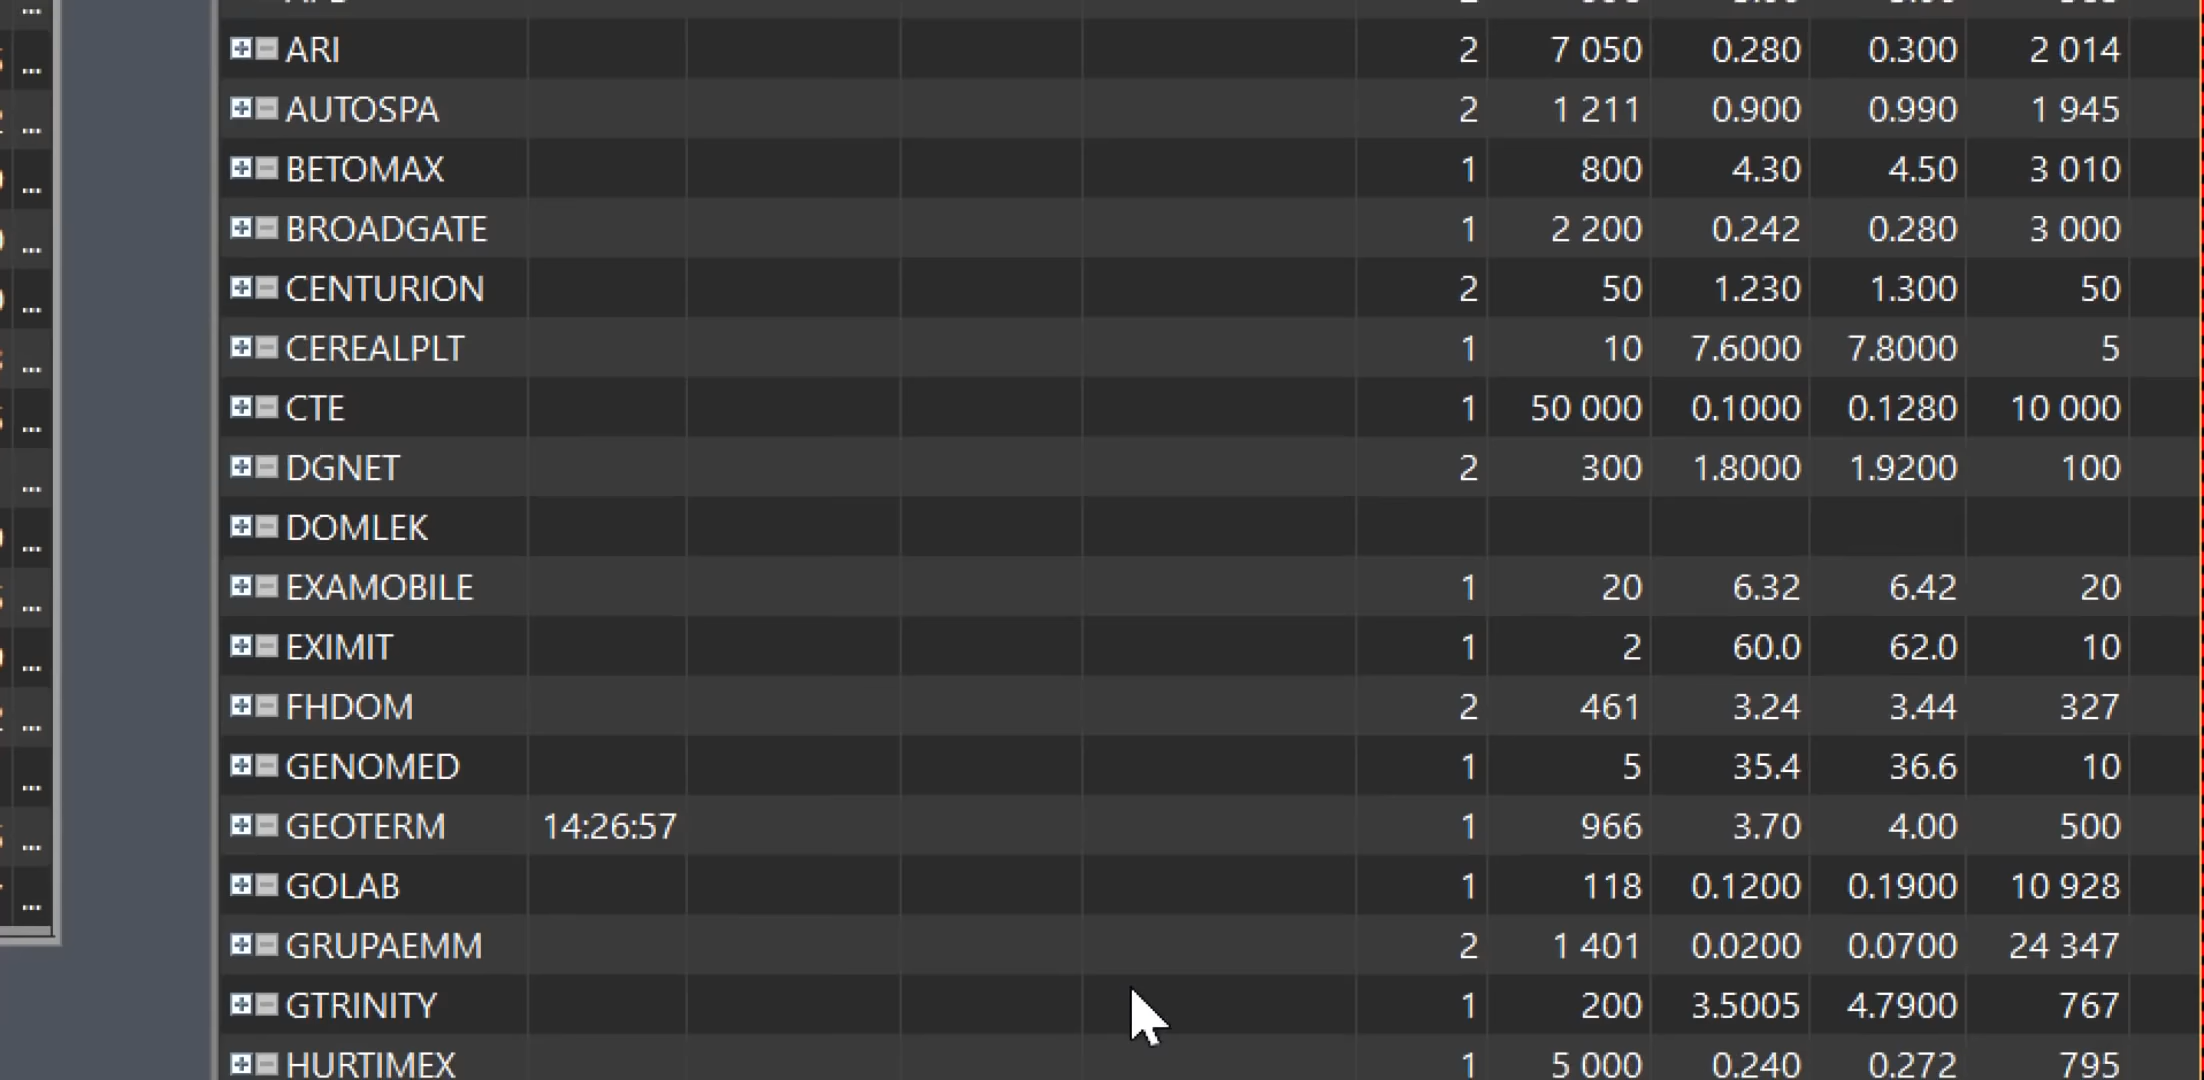 ARI 2 7 050 0.280 0.300 2 014
AUTOSPA 2 1 211 0.900 0.990 1 945
BETOMAX 1 800 4.30 4.50 3 010
BROADGATE 1 2 200 0.242 0.280 3 000
CENTURION 2 50 1.230 1.300 50
CEREALPLT 1 10 7.6000 7.8000 5
CTE 1 50 000 0.1000 0.1280 10 000
DGNET 2 300 1.8000 1.9200 100
DOMLEK
EXAMOBILE 1 20 6.32 6.42 20
EXIMIT 1 2 60.0 62.0 10
FHDOM 2 461 3.24 3.44 327
GENOMED 1 5 35.4 36.6 10
GEOTERM 14:26:57 1 966 3.70 4.00 500
GOLAB 1 118 0.1200 0.1900 10 928
GRUPAEMM 2 1 401 0.0200 0.0700 24 347
GTRINITY 1 200 3.5005 4.7900 767
HURTIMEX 1 5 000 0.240 0.272 795